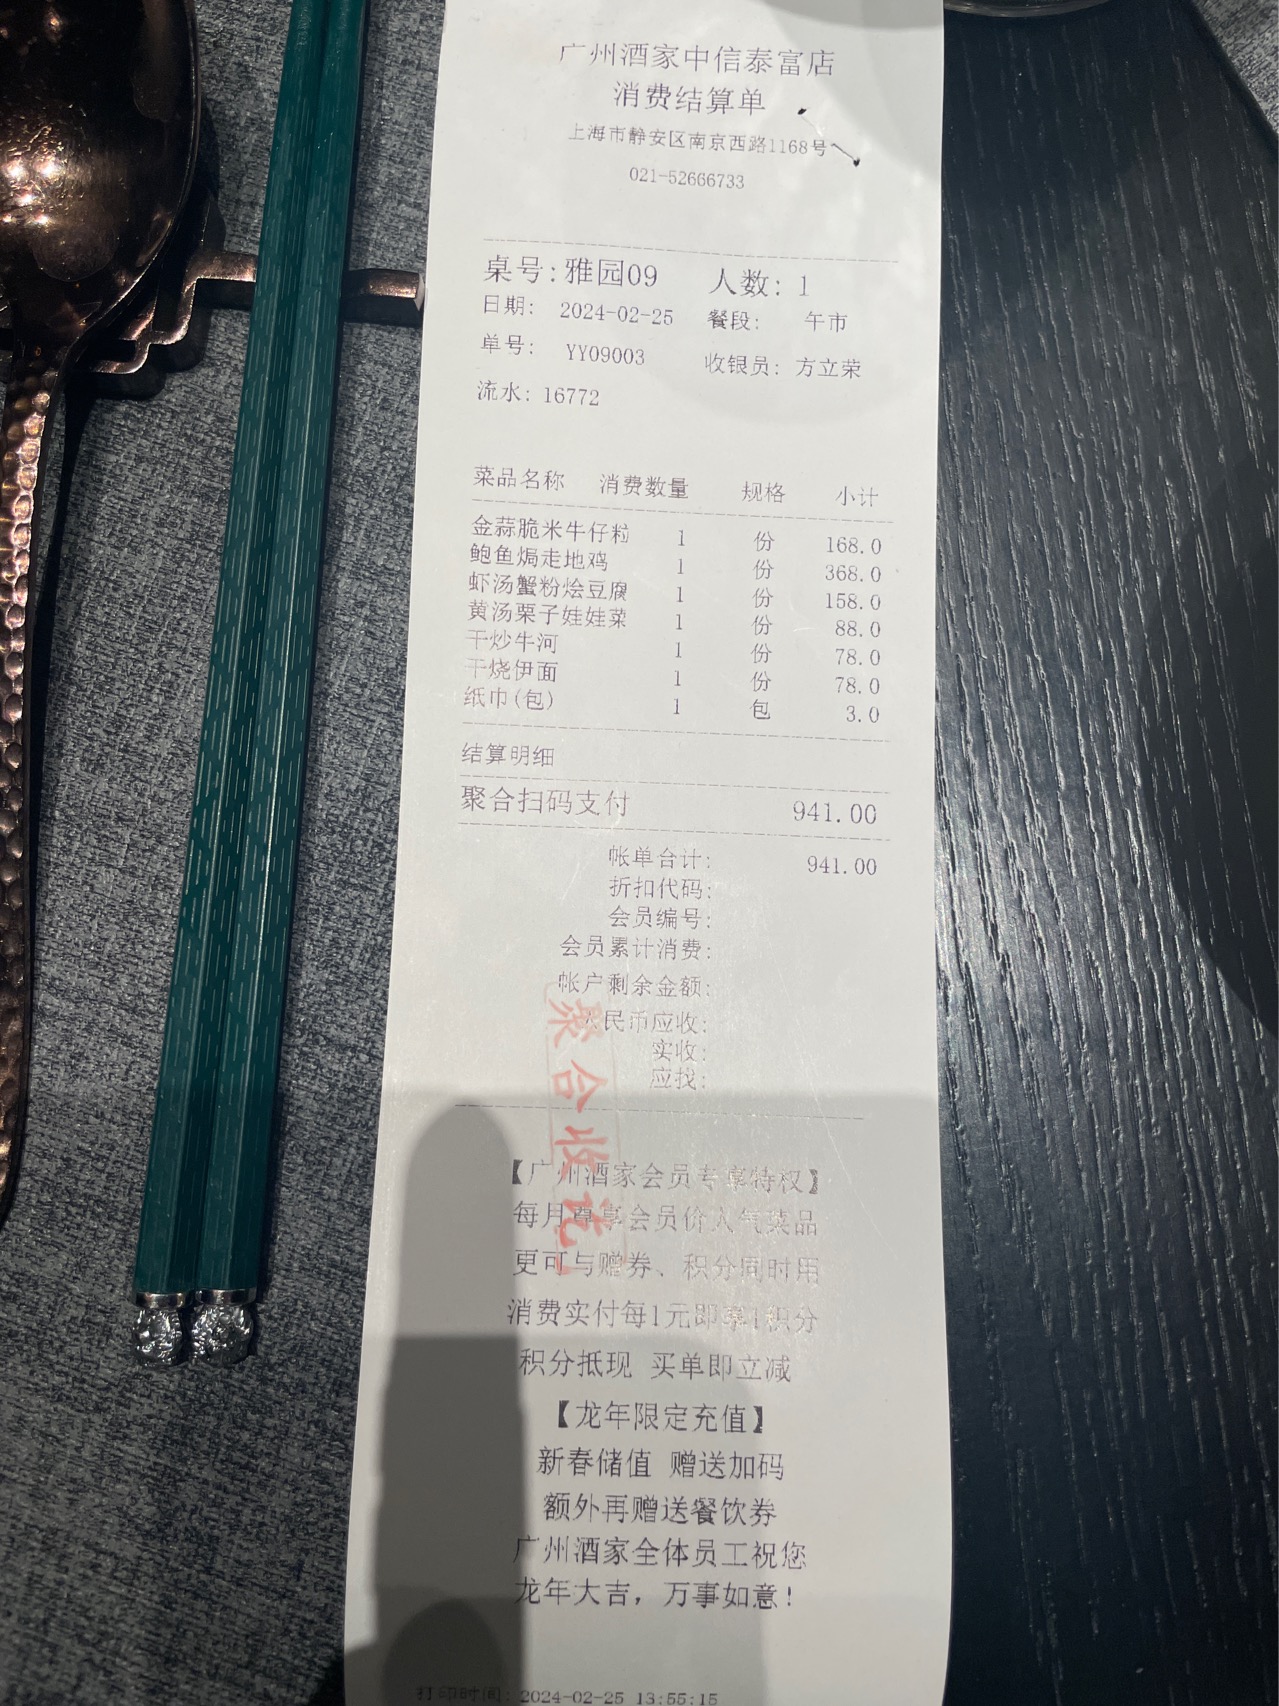 广州酒家中信泰富店
消费结算单
上海市静安区南京西路1168号
021-52666733
桌号:雅园09 人数: 1
日期: 2024-02-25 餐段: 午市
单号: YY09003 收银员: 方立荣
流水: 16772
菜品名称 消费数量 规格 小计
金蒜脆米牛仔粒 1 份 168.0
鲍鱼焗走地鸡 1 份 368.0
虾汤蟹粉烩豆腐 1 份 158.0
黄汤栗子娃娃菜 1 份 88.0
干炒牛河 1 份 78.0
干烧伊面 1 份 78.0
纸巾(包) 1 包 3.0
结算明细
聚合扫码支付 941.00
帐单合计: 941.00
折扣代码:
会员编号:
会员累计消费:
帐户剩余金额:
人民币应收:
实收:
应找:
聚合收讫
【广州酒家会员专享特权】
每月尊享会员价人气菜品
更可与赠券、积分同时用
消费实付每1元即享1积分
积分抵现 买单即立减
【龙年限定充值】
新春储值 赠送加码
额外再赠送餐饮券
广州酒家全体员工祝您
龙年大吉，万事如意!
打印时间: 2024-02-25 13:55:15